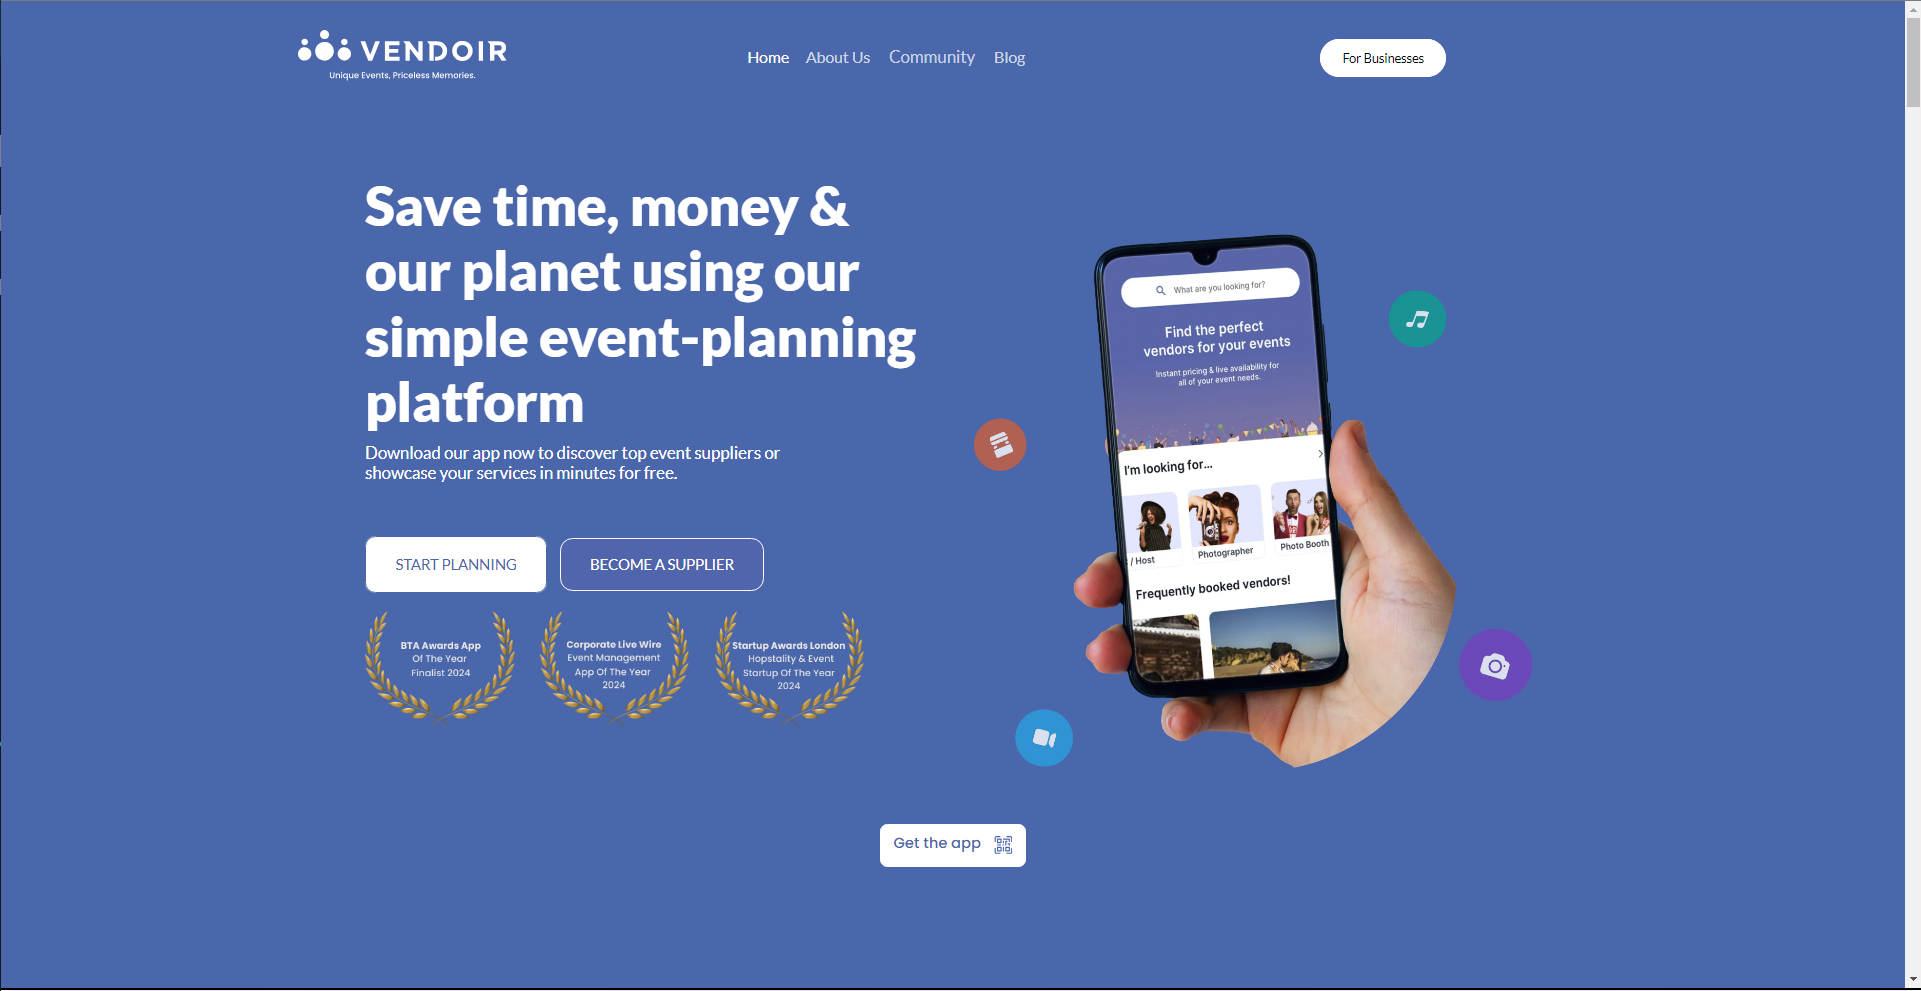 VENDOIR
Unique Events, Priceless Memories.
Home About Us Community Blog
For Businesses
Save time, money &
our planet using our
simple event-planning
platform
Download our app now to discover top event suppliers or
showcase your services in minutes for free.
START PLANNING
BECOME A SUPPLIER
BTA Awards App
Of The Year
Finalist 2024
Corporate Live Wire
Event Management
App Of The Year
2024
Startup Awards London
Hopstality & Event
Startup Of The Year
2024
What are you looking for?
Find the perfect
vendors for your events
Instant pricing & live availability for
all of your event needs.
I'm looking for...
/ Host
Photographer
Photo Booth
Frequently booked vendors!
Get the app